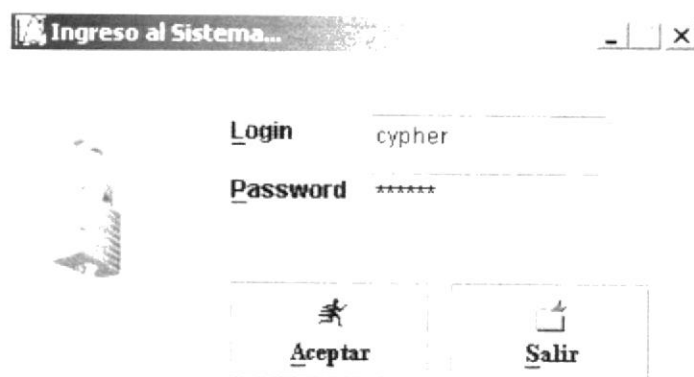 Ingreso al Sistema...
Login cypher
Password ******
Aceptar Salir